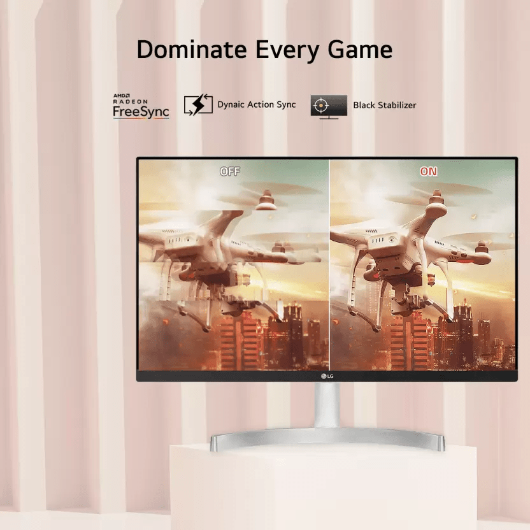 Dominate Every Game
AMD
RADEON
FreeSync
Dynaic Action Sync
Black Stabilizer
OFF
ON
LG